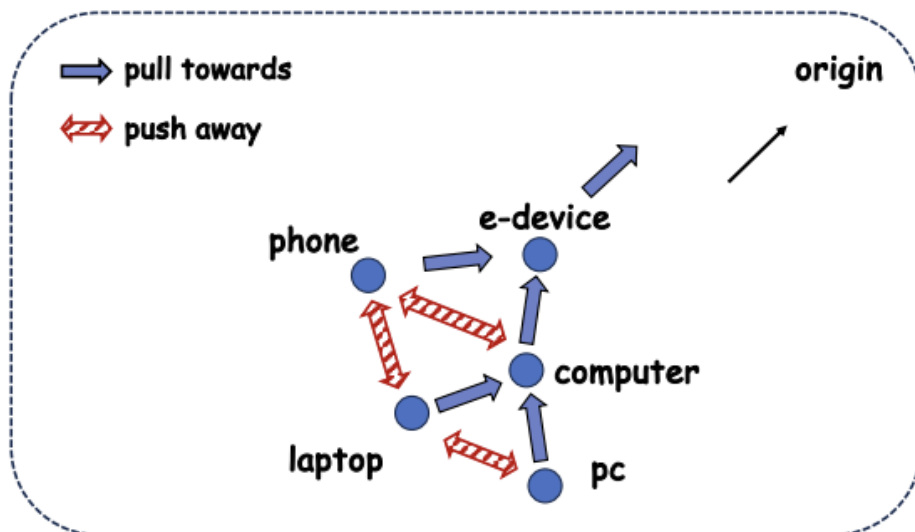 pull towards
origin
push away
e-device
phone
computer
laptop
pc